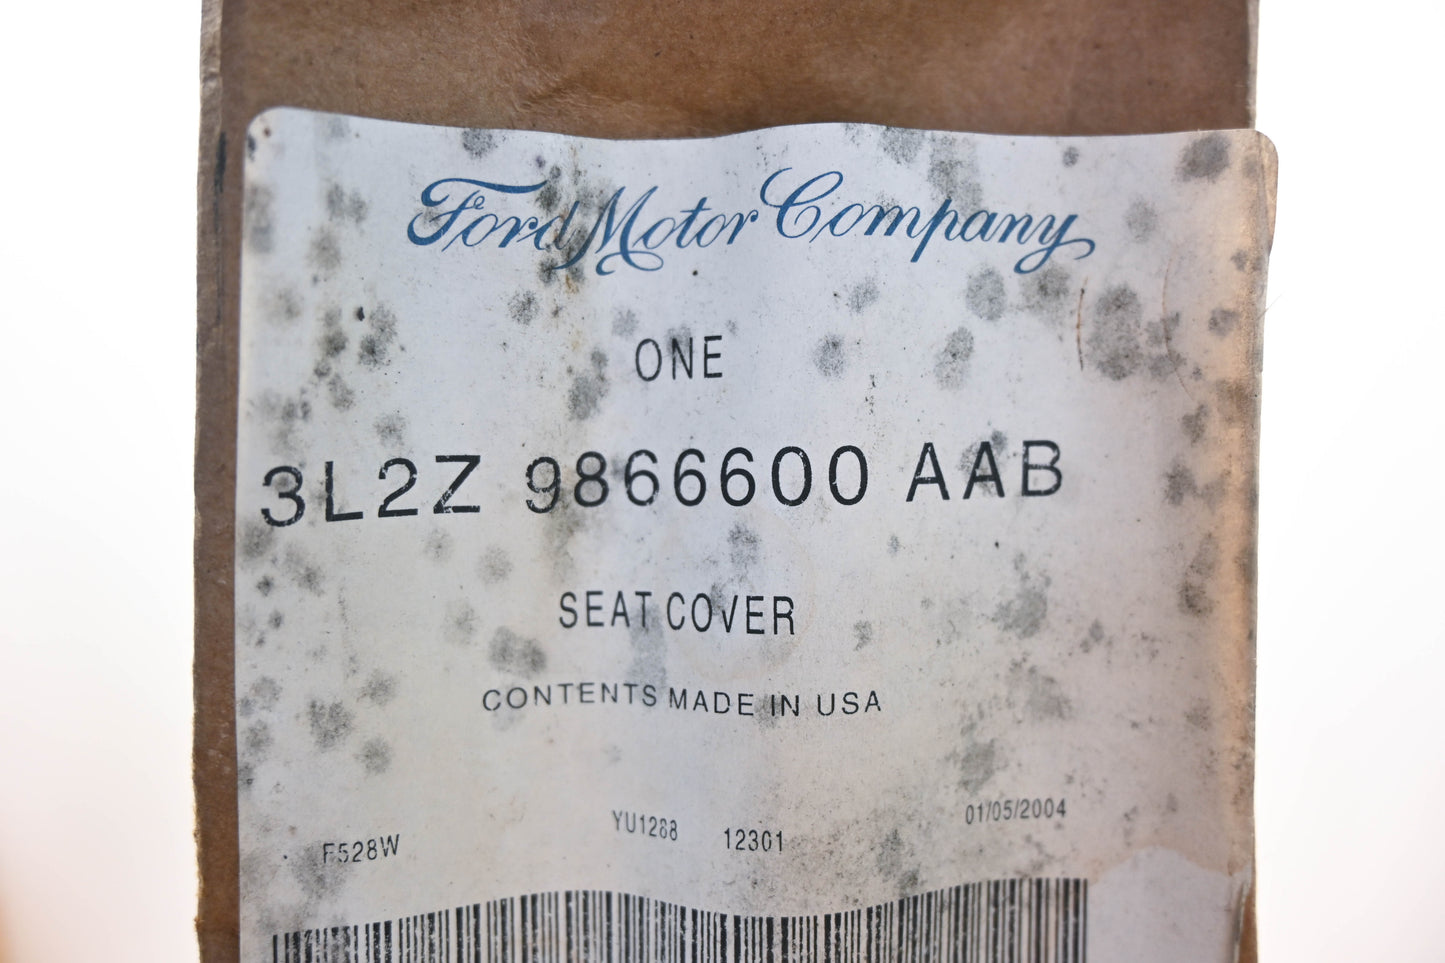 Ford Motor Company
ONE
3L2Z 9866600 AAB
SEAT COVER
CONTENTS MADE IN USA
F528W YU1288 12301 01/05/2004